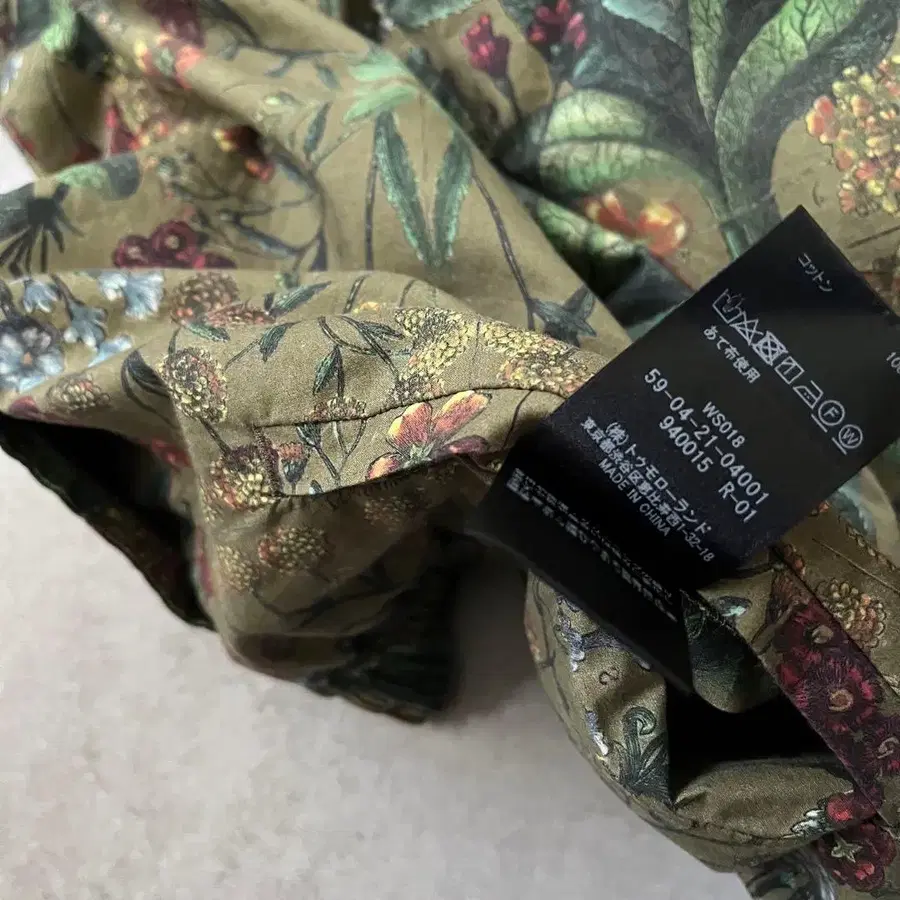 コットン 100
あて布使用
F W
WS018
59-04-21-04001
940015 R-01
(株)トゥモローランド
東京都渋谷区恵比寿西1-32-18
MADE IN CHINA